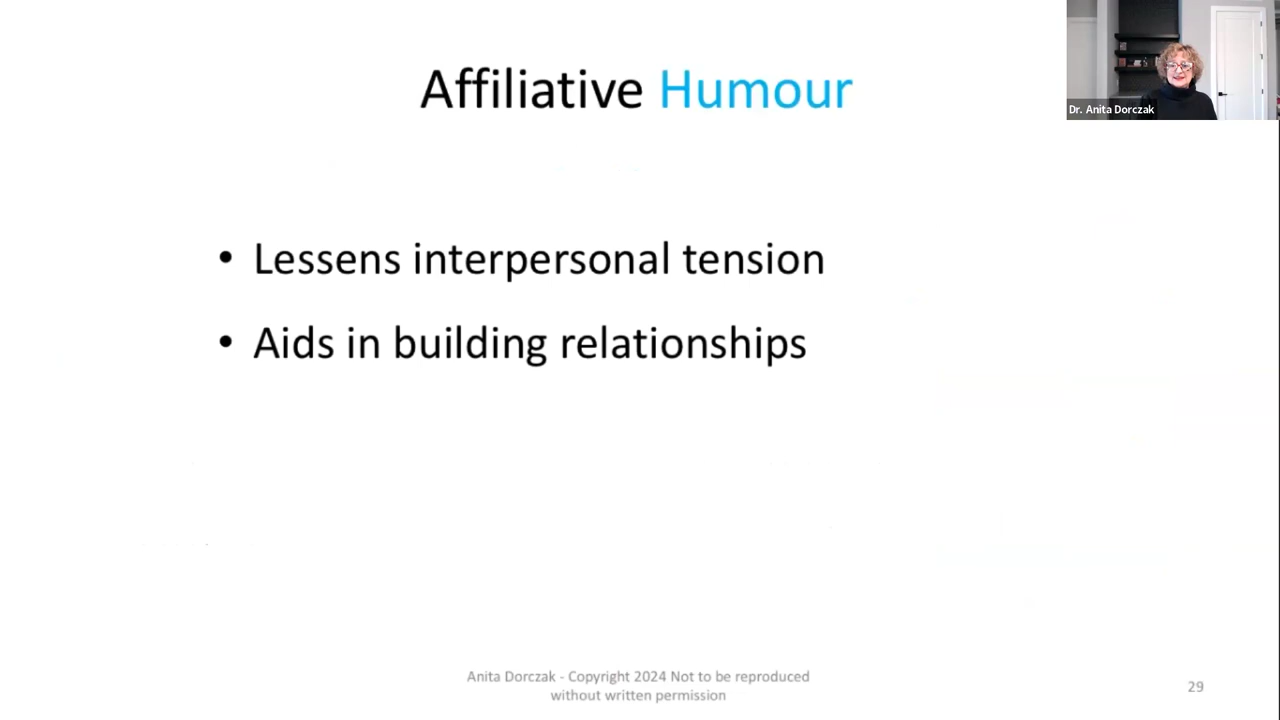 Affiliative Humour
Dr. Anita Dorczak
• Lessens interpersonal tension
• Aids in building relationships
Anita Dorczak - Copyright 2024 Not to be reproduced
without written permission
29